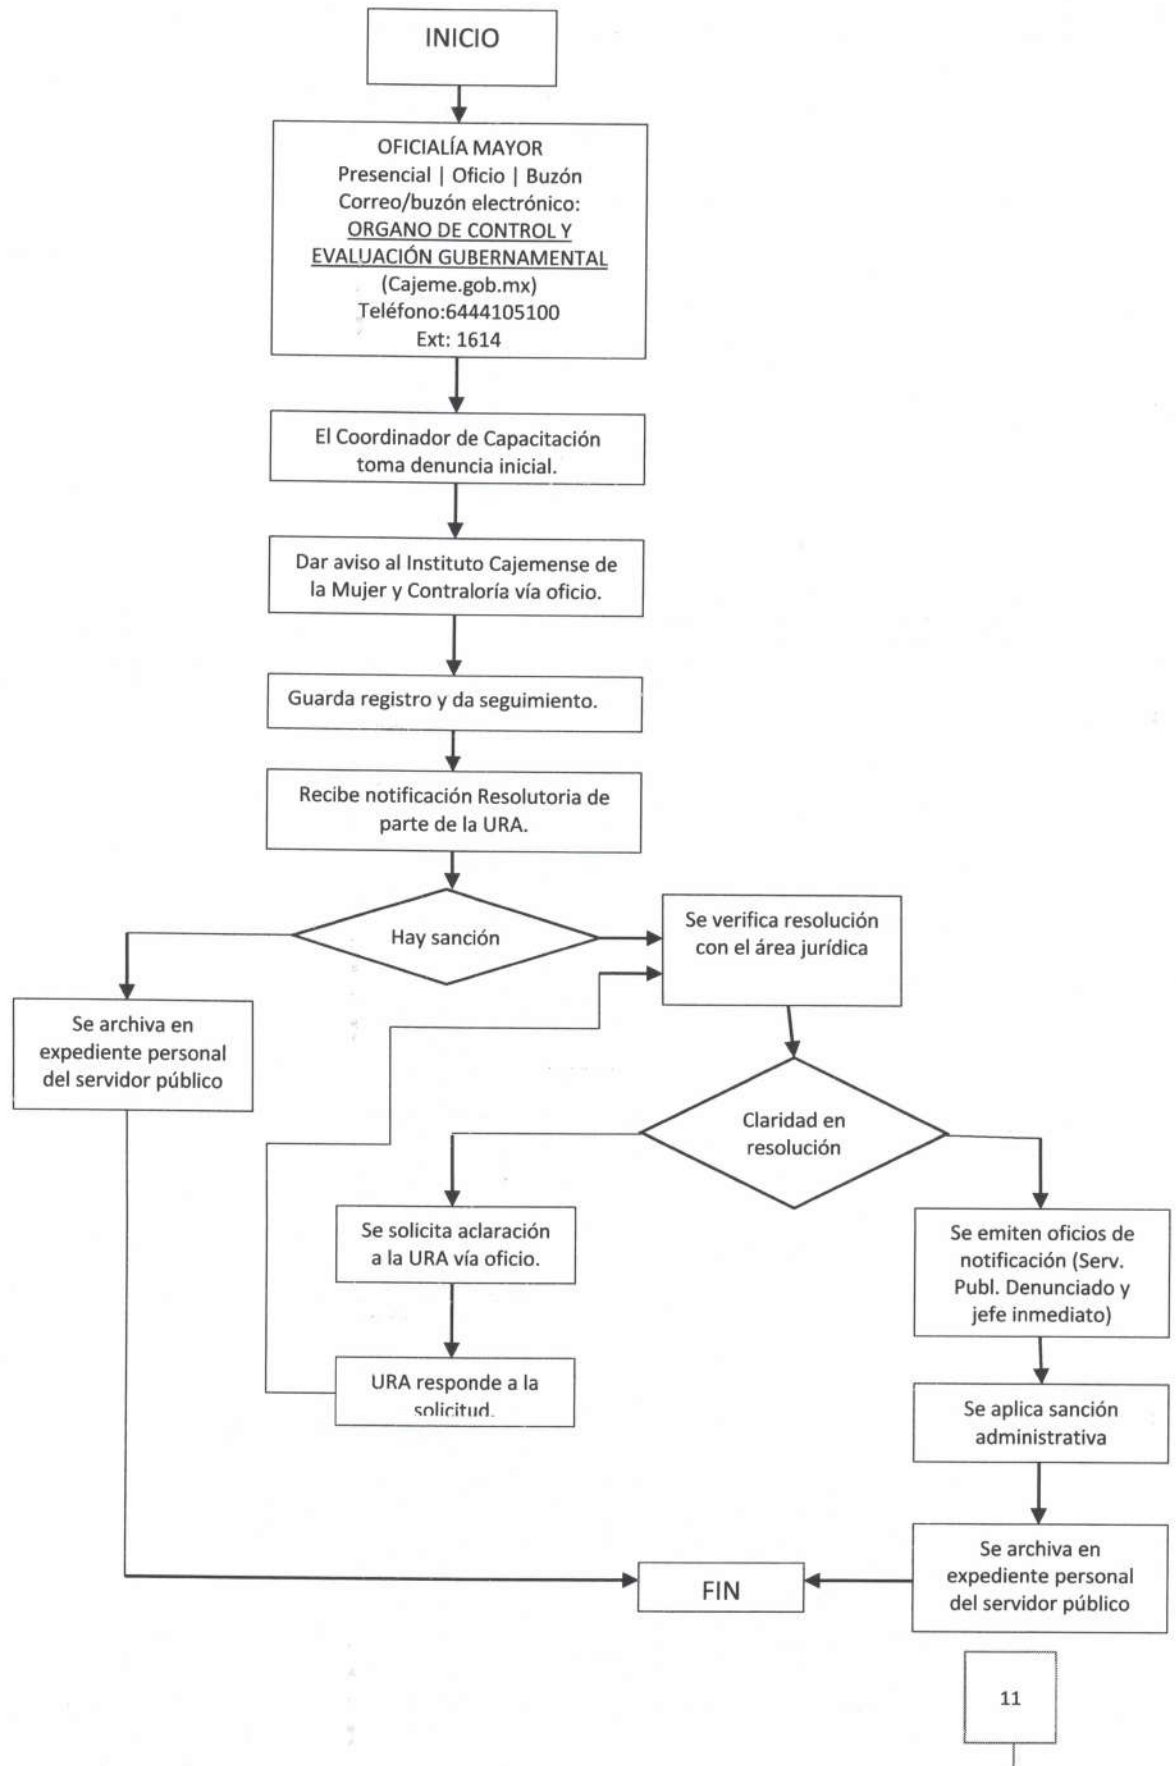 INICIO
OFICIALÍA MAYOR
Presencial | Oficio | Buzón
Correo/buzón electrónico:
ORGANO DE CONTROL Y
EVALUACIÓN GUBERNAMENTAL
(Cajeme.gob.mx)
Teléfono:6444105100
Ext: 1614
El Coordinador de Capacitación
toma denuncia inicial.
Dar aviso al Instituto Cajemense de
la Mujer y Contraloría vía oficio.
Guarda registro y da seguimiento.
Recibe notificación Resolutoria de
parte de la URA.
Hay sanción
Se verifica resolución
con el área jurídica
Se archiva en
expediente personal
del servidor público
Claridad en
resolución
Se solicita aclaración
a la URA vía oficio.
Se emiten oficios de
notificación (Serv.
Publ. Denunciado y
jefe inmediato)
URA responde a la
solicitud.
Se aplica sanción
administrativa
Se archiva en
expediente personal
del servidor público
FIN
11